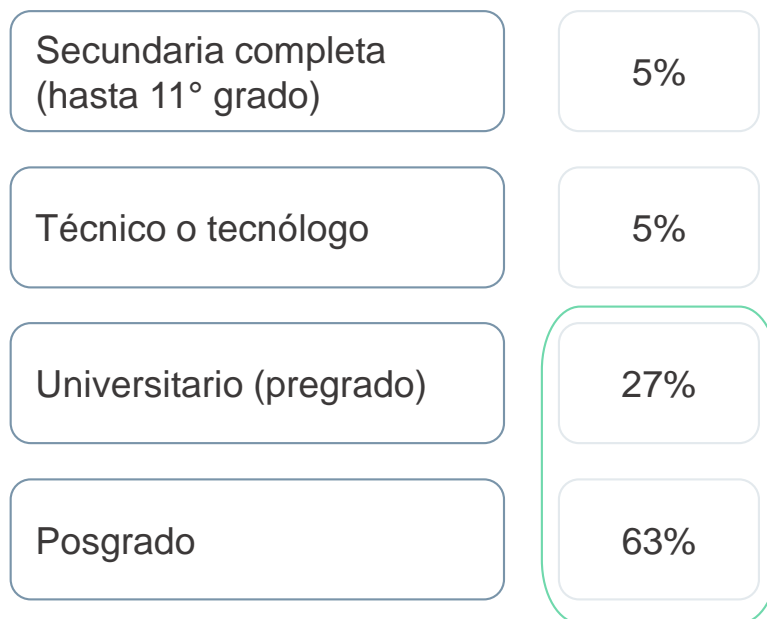 Secundaria completa
(hasta 11° grado)
5%
Técnico o tecnólogo
5%
Universitario (pregrado)
27%
Posgrado
63%